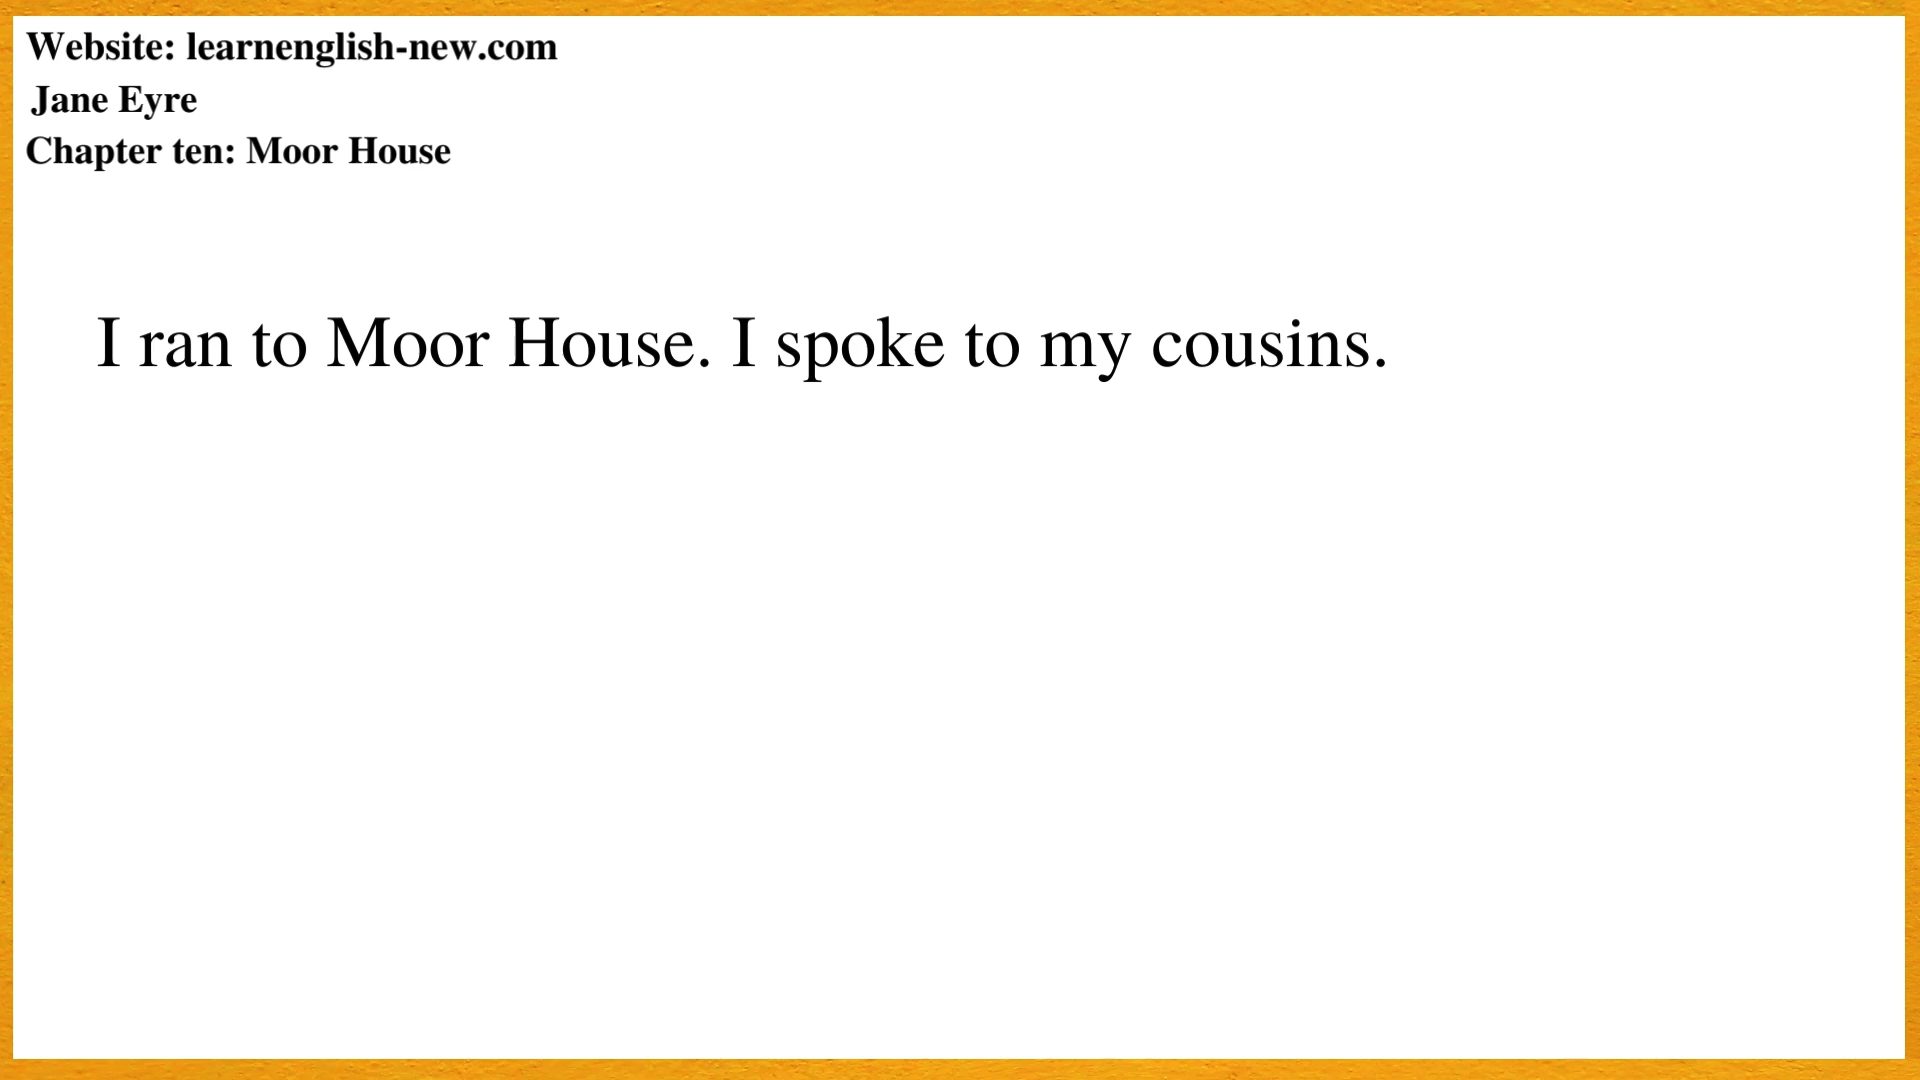 Website: learnenglish-new.com
Jane Eyre
Chapter ten: Moor House
I ran to Moor House. I spoke to my cousins.